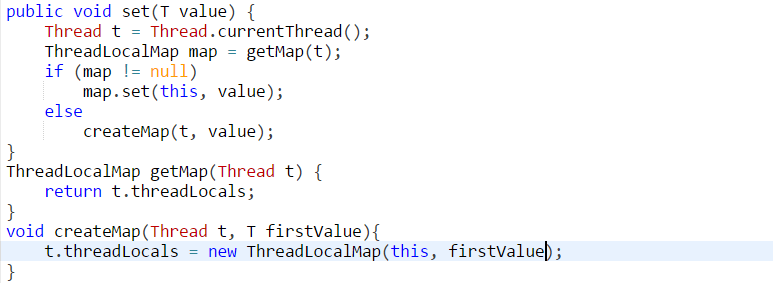 public void set(T value) {
    Thread t = Thread.currentThread();
    ThreadLocalMap map = getMap(t);
    if (map != null)
        map.set(this, value);
    else
        createMap(t, value);
}
ThreadLocalMap getMap(Thread t) {
    return t.threadLocals;
}
void createMap(Thread t, T firstValue){
    t.threadLocals = new ThreadLocalMap(this, firstValue);
}